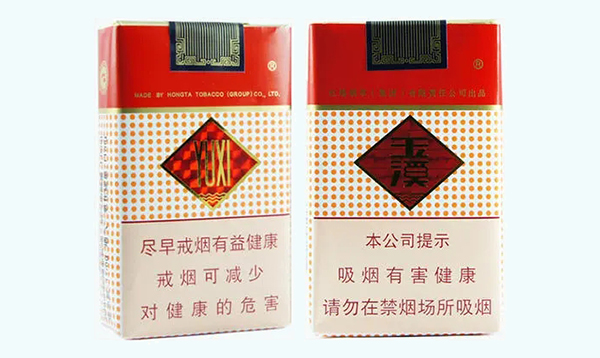 MADE BY HONGTA TOBACCO (GROUP) CO., LTD.
®
YUXI
尽早戒烟有益健康
戒烟可减少
对健康的危害
®
玉溪
本公司提示
吸烟有害健康
请勿在禁烟场所吸烟